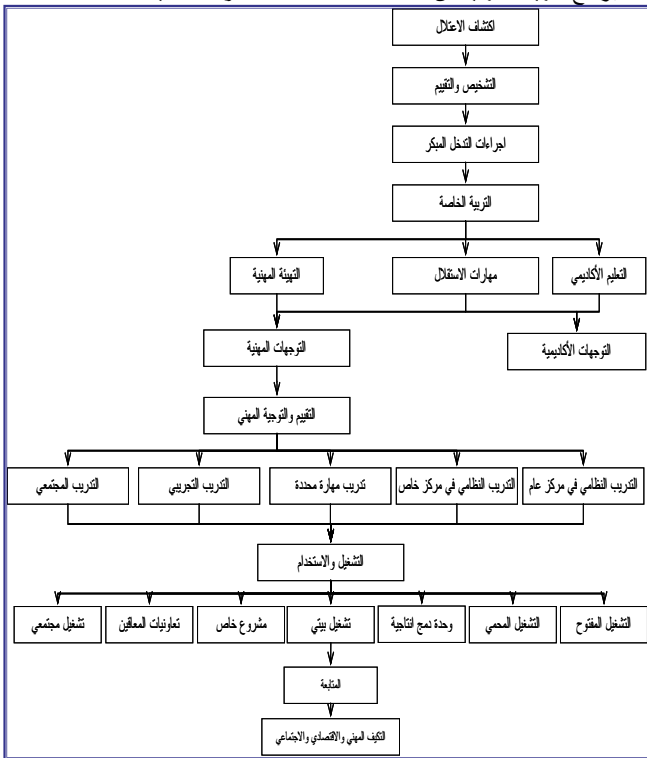 اكتشاف الاعتلال
التشخيص والتقييم
اجراءات التدخل المبكر
التربية الخاصة
التعليم الأكاديمي
مهارات الاستقلال
التهيئة المهنية
التوجهات الأكاديمية
التوجهات المهنية
التقييم والتوجية المهني
التدريب النظامي في مركز عام
التدريب النظامي في مركز خاص
تدريب مهارة محددة
التدريب التجريبي
التدريب المجتمعي
التشغيل والاستخدام
التشغيل المفتوح
التشغيل المحمي
وحدة دمج انتاجية
تشغيل بيتي
مشروع خاص
تعاونيات المعاقين
تشغيل مجتمعي
المتابعة
التكيف المهني والاقتصادي والاجتماعي